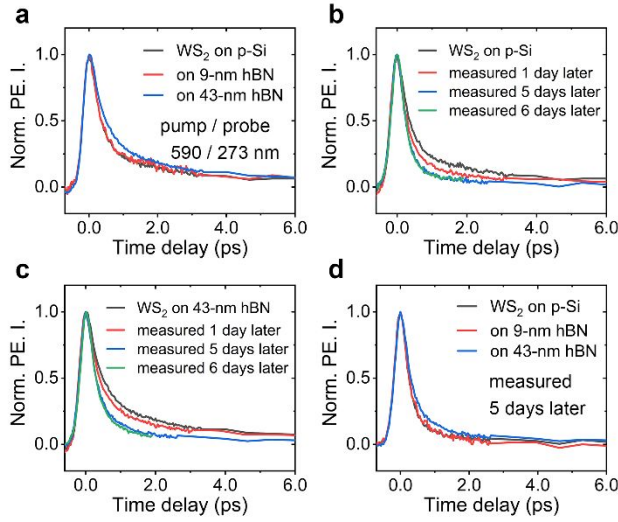 a
WS2 on p-Si
on 9-nm hBN
on 43-nm hBN
pump / probe
590 / 273 nm
1.0
0.5
0.0
Norm. PE. I.
0.0 2.0 4.0 6.0
Time delay (ps)
b
WS2 on p-Si
measured 1 day later
measured 5 days later
measured 6 days later
1.0
0.5
0.0
Norm. PE. I.
0.0 2.0 4.0 6.0
Time delay (ps)
c
WS2 on 43-nm hBN
measured 1 day later
measured 5 days later
measured 6 days later
1.0
0.5
0.0
Norm. PE. I.
0.0 2.0 4.0 6.0
Time delay (ps)
d
WS2 on p-Si
on 9-nm hBN
on 43-nm hBN
measured
5 days later
1.0
0.5
0.0
Norm. PE. I.
0.0 2.0 4.0 6.0
Time delay (ps)